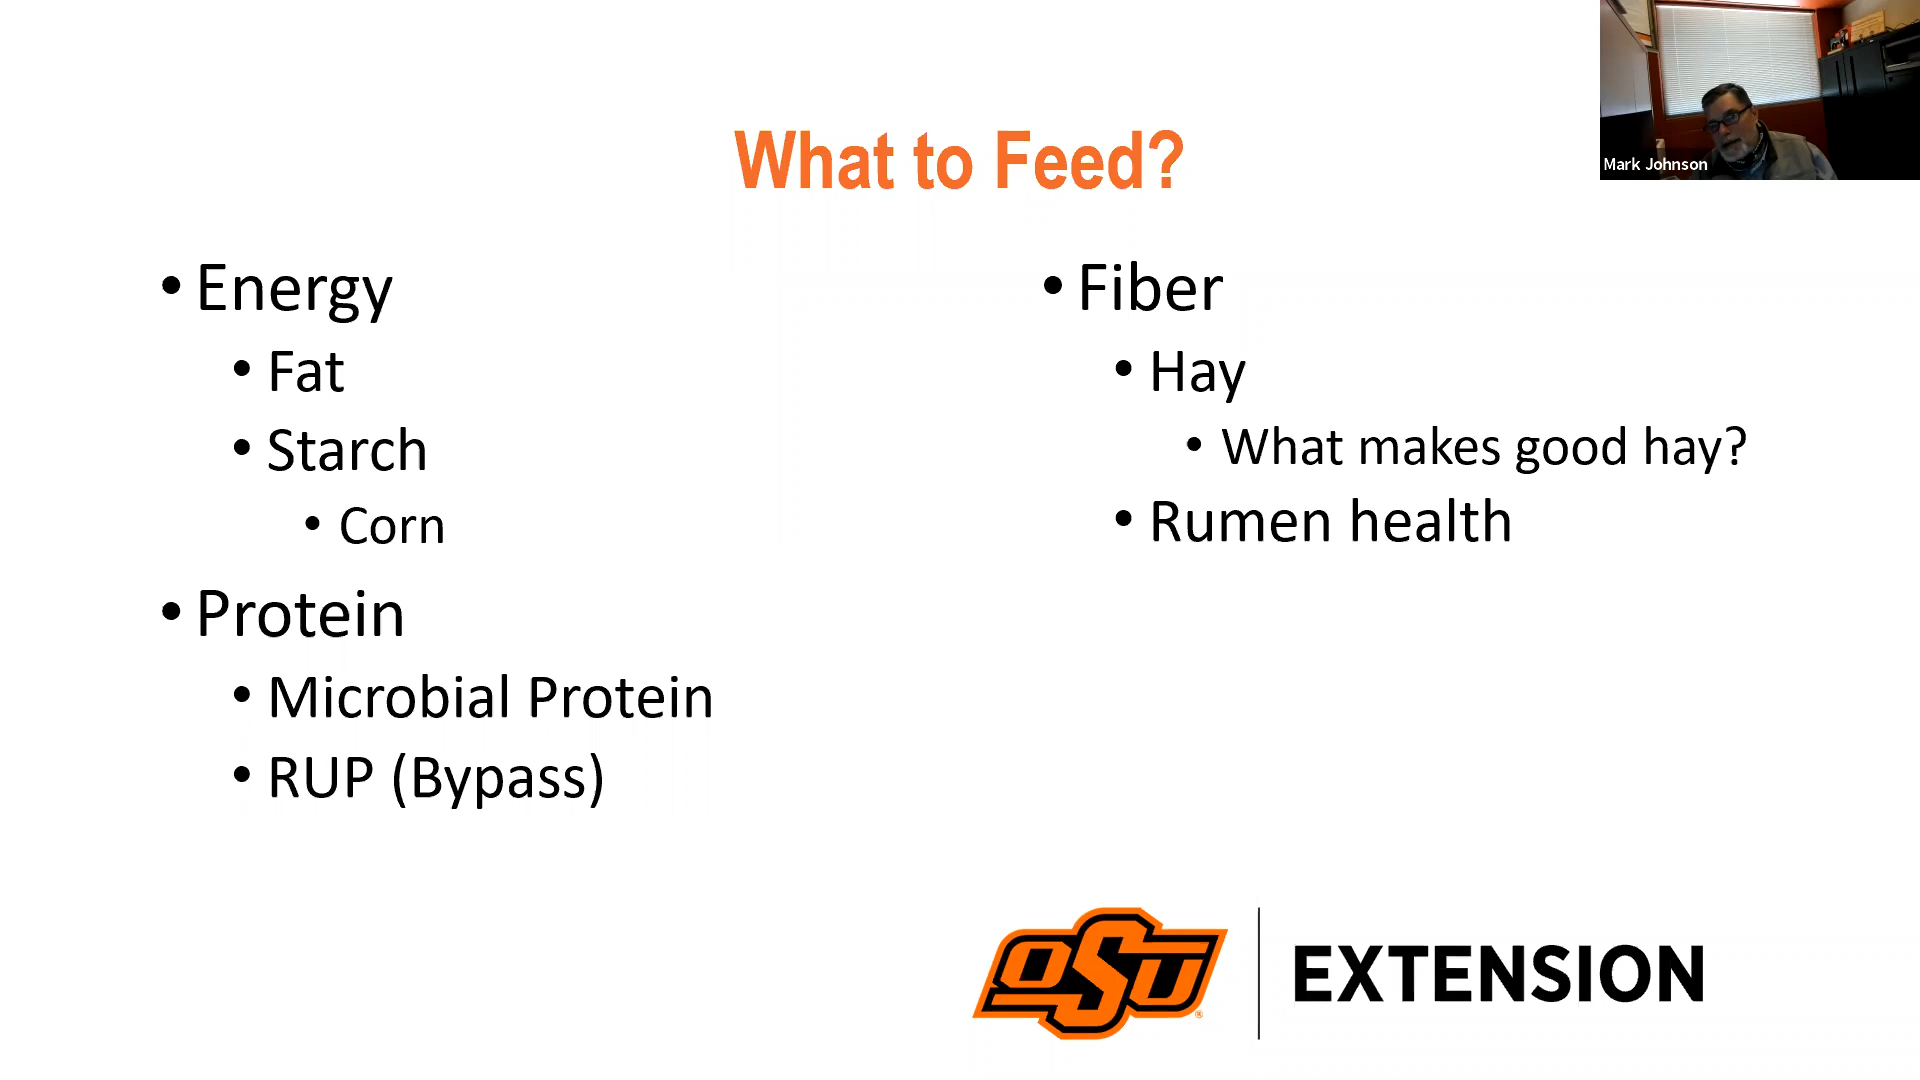 What to Feed?
Mark Johnson
• Energy
• Fat
• Starch
• Corn
• Protein
• Microbial Protein
• RUP (Bypass)
• Fiber
• Hay
• What makes good hay?
• Rumen health
OSU ®
EXTENSION